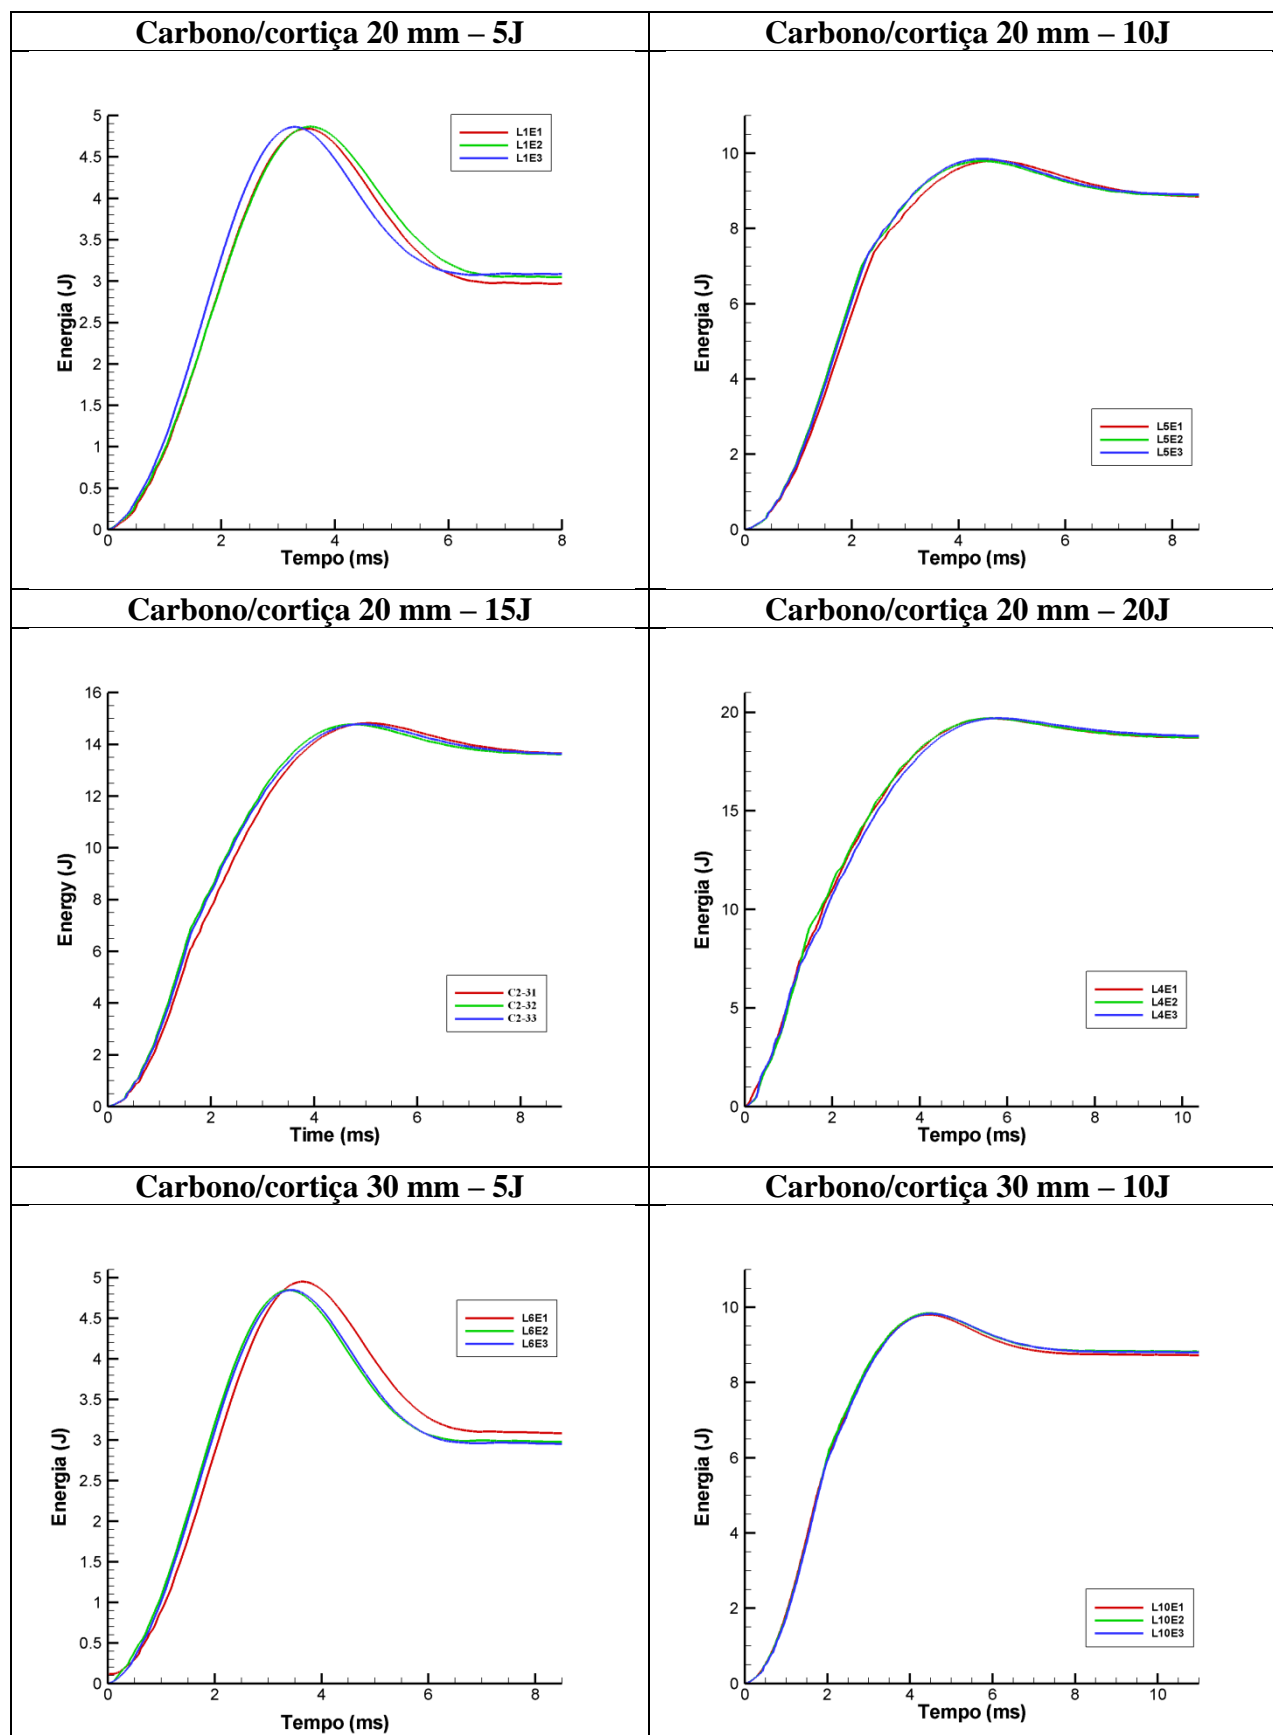 Carbono/cortiça 20 mm – 5J
Carbono/cortiça 20 mm – 10J
5
4.5
4
3.5
3
2.5
2
1.5
1
0.5
0
Energia (J)
L1E1
L1E2
L1E3
0 2 4 6 8
Tempo (ms)
10
8
6
4
2
0
Energia (J)
L5E1
L5E2
L5E3
0 2 4 6 8
Tempo (ms)
Carbono/cortiça 20 mm – 15J
Carbono/cortiça 20 mm – 20J
16
14
12
10
8
6
4
2
0
Energy (J)
C2-31
C2-32
C2-33
0 2 4 6 8
Time (ms)
20
15
10
5
0
Energia (J)
L4E1
L4E2
L4E3
0 2 4 6 8 10
Tempo (ms)
Carbono/cortiça 30 mm – 5J
Carbono/cortiça 30 mm – 10J
5
4.5
4
3.5
3
2.5
2
1.5
1
0.5
0
Energia (J)
L6E1
L6E2
L6E3
0 2 4 6 8
Tempo (ms)
10
8
6
4
2
0
Energia (J)
L10E1
L10E2
L10E3
0 2 4 6 8 10
Tempo (ms)